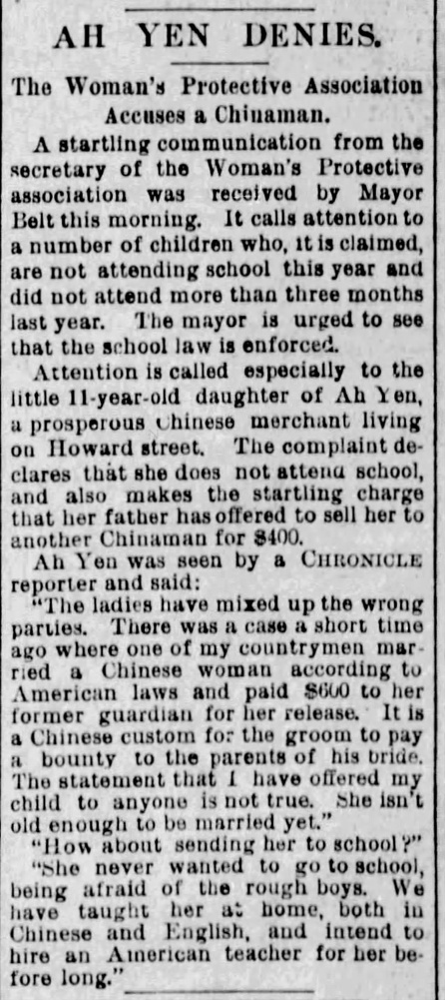 AH YEN DENIES.
The Woman's Protective Association
Accuses a Chinaman.
A startling communication from the
secretary of the Woman's Protective
association was received by Mayor
Belt this morning. It calls attention to
a number of children who, it is claimed,
are not attending school this year and
did not attend more than three months
last year. The mayor is urged to see
that the school law is enforced.
Attention is called especially to the
little 11-year-old daughter of Ah Yen,
a prosperous Chinese merchant living
on Howard street. The complaint de-
clares that she does not attend school,
and also makes the startling charge
that her father has offered to sell her to
another Chinaman for $400.
Ah Yen was seen by a CHRONICLE
reporter and said:
"The ladies have mixed up the wrong
parties. There was a case a short time
ago where one of my countrymen mar-
ried a Chinese woman according to
American laws and paid $600 to her
former guardian for her release. It is
a Chinese custom for the groom to pay
a bounty to the parents of his bride.
The statement that I have offered my
child to anyone is not true. She isn't
old enough to be married yet."
"How about sending her to school?"
"She never wanted to go to school,
being afraid of the rough boys. We
have taught her at home, both in
Chinese and English, and intend to
hire an American teacher for her be-
fore long."